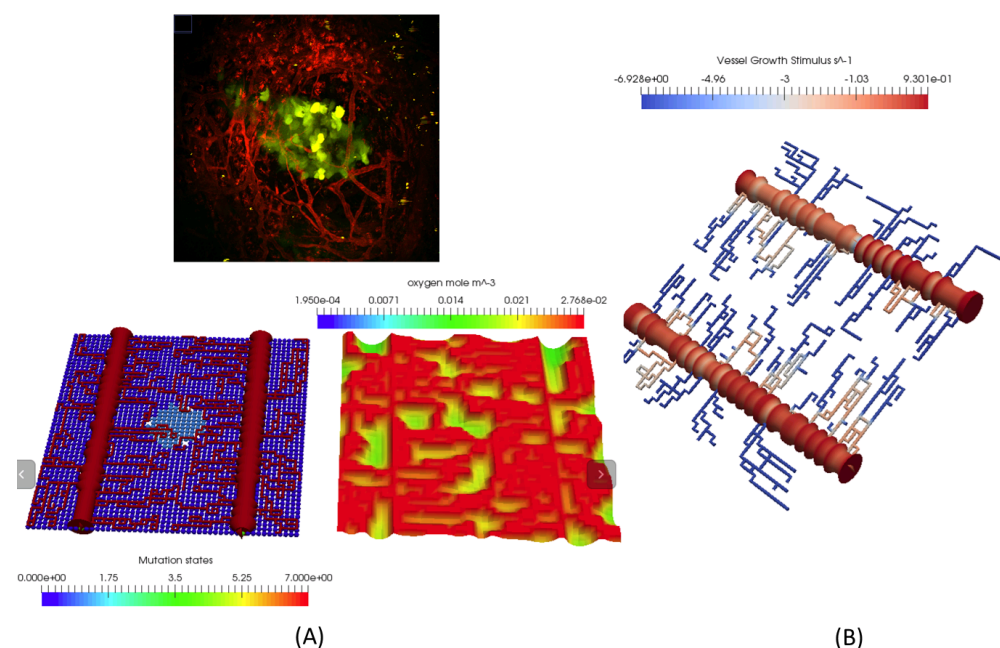 Vessel Growth Stimulus s^-1
-6.928e+00 -4.96 -3 -1.03 9.301e-01
oxygen mole m^-3
1.950e-04 0.0071 0.014 0.021 2.768e-02
Mutation states
0.000e+00 1.75 3.5 5.25 7.000e+00
(A) (B)